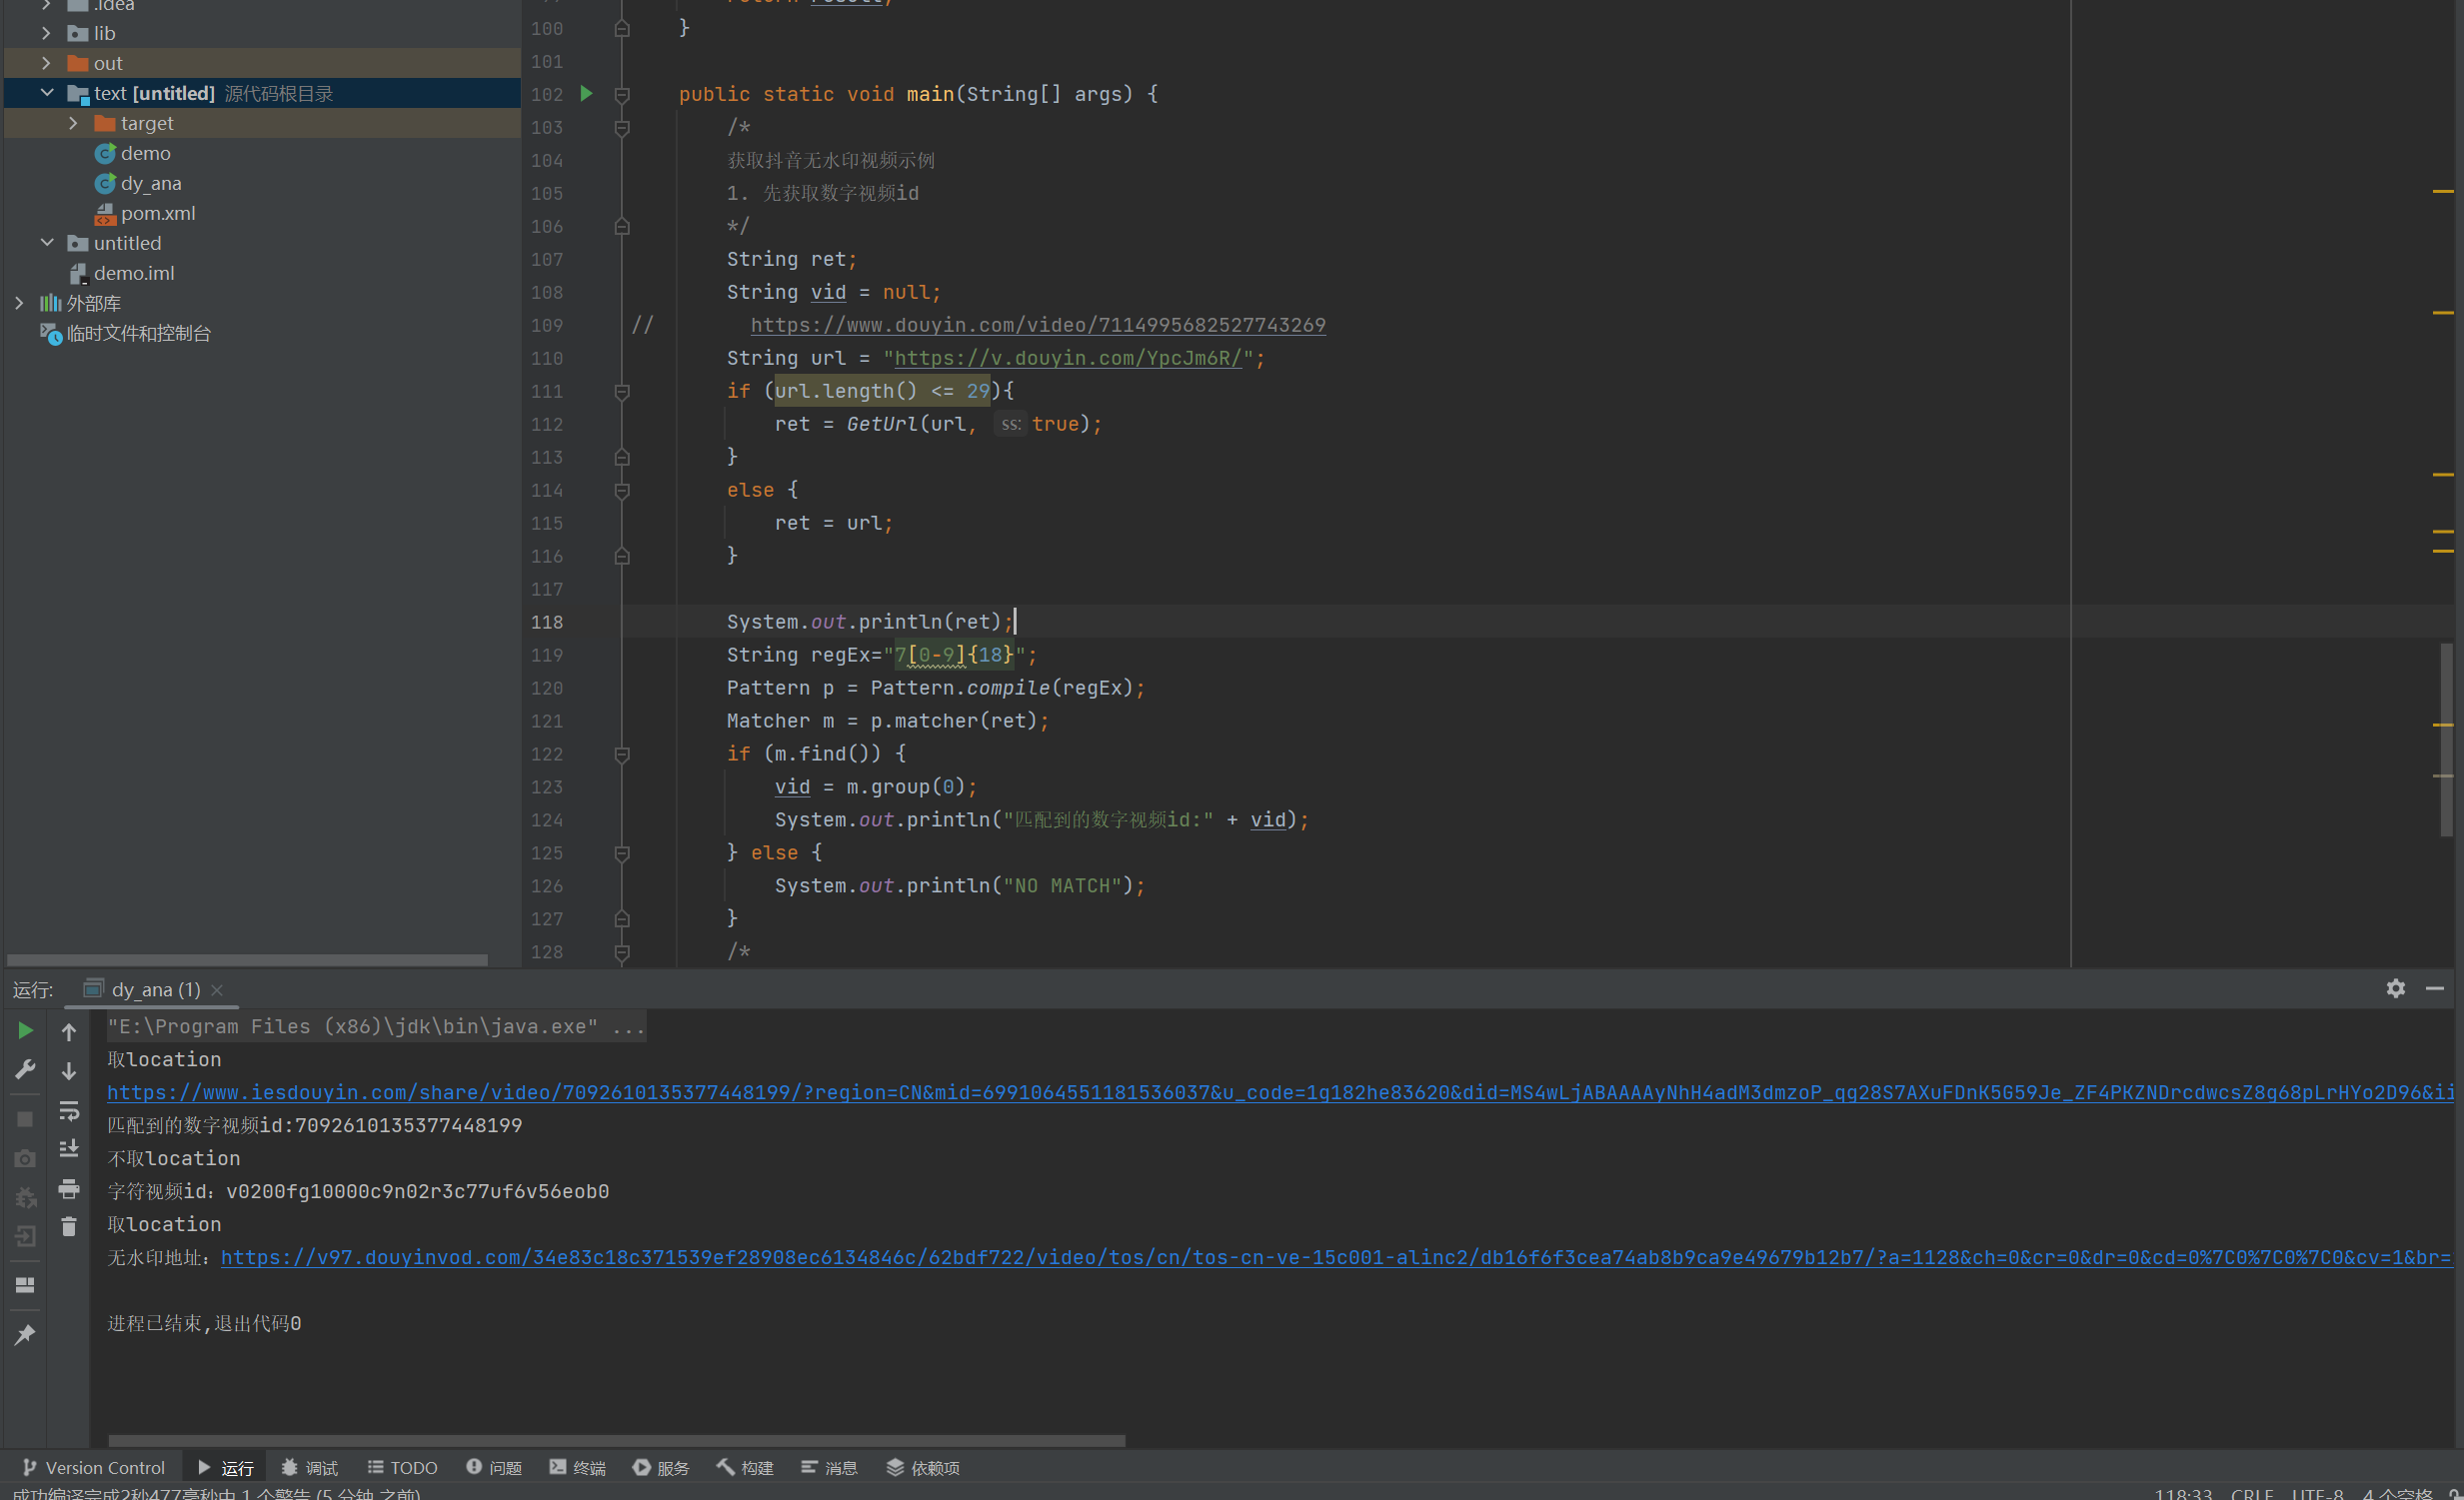 .idea
lib
out
text [untitled] 源代码根目录
target
demo
dy_ana
pom.xml
untitled
demo.iml
外部库
临时文件和控制台
100 }
101
102 public static void main(String[] args) {
103 /*
104 获取抖音无水印视频示例
105 1. 先获取数字视频id
106 */
107 String ret;
108 String vid = null;
109 // https://www.douyin.com/video/7114995682527743269
110 String url = "https://v.douyin.com/YpcJm6R/";
111 if (url.length() <= 29){
112 ret = GetUrl(url, ss: true);
113 }
114 else {
115 ret = url;
116 }
117
118 System.out.println(ret);
119 String regEx="7[0-9]{18}";
120 Pattern p = Pattern.compile(regEx);
121 Matcher m = p.matcher(ret);
122 if (m.find()) {
123 vid = m.group(0);
124 System.out.println("匹配到的数字视频id:" + vid);
125 } else {
126 System.out.println("NO MATCH");
127 }
128 /*
运行: dy_ana (1)
"E:\Program Files (x86)\jdk\bin\java.exe" ...
取location
https://www.iesdouyin.com/share/video/7092610135377448199/?region=CN&mid=6991064551181536037&u_code=1g182he83620&did=MS4wLjABAAAAyNhH4adM3dmzoP_qg28S7AXuFDnK5G59Je_ZF4PKZNDrcdwcsZ8g68pLrHYo2D96&ii
匹配到的数字视频id:7092610135377448199
不取location
字符视频id：v0200fg10000c9n02r3c77uf6v56eob0
取location
无水印地址：https://v97.douyinvod.com/34e83c18c371539ef28908ec6134846c/62bdf722/video/tos/cn/tos-cn-ve-15c001-alinc2/db16f6f3cea74ab8b9ca9e49679b12b7/?a=1128&ch=0&cr=0&dr=0&cd=0%7C0%7C0%7C0&cv=1&br=
进程已结束,退出代码0
Version Control 运行 调试 TODO 问题 终端 服务 构建 消息 依赖项
成功编译完成2秒477毫秒中 1 个警告 (5 分钟 之前) 118:33 CRLF UTF-8 4 个空格